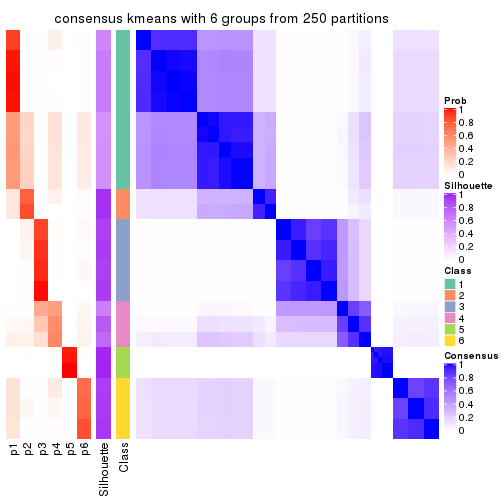 consensus kmeans with 6 groups from 250 partitions
Prob
1
0.8
0.6
0.4
0.2
0
Silhouette
1
0.8
0.6
0.4
0.2
0
Class
1
2
3
4
5
6
Consensus
1
0.8
0.6
0.4
0.2
0
p1
p2
p3
p4
p5
p6
Silhouette
Class